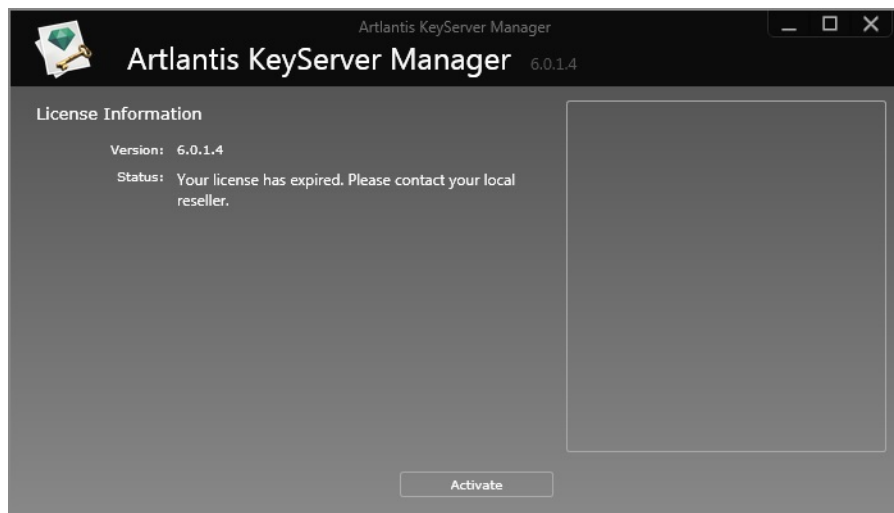 Artlantis KeyServer Manager
Artlantis KeyServer Manager 6.0.1.4
License Information
Version: 6.0.1.4
Status: Your license has expired. Please contact your local
reseller.
Activate